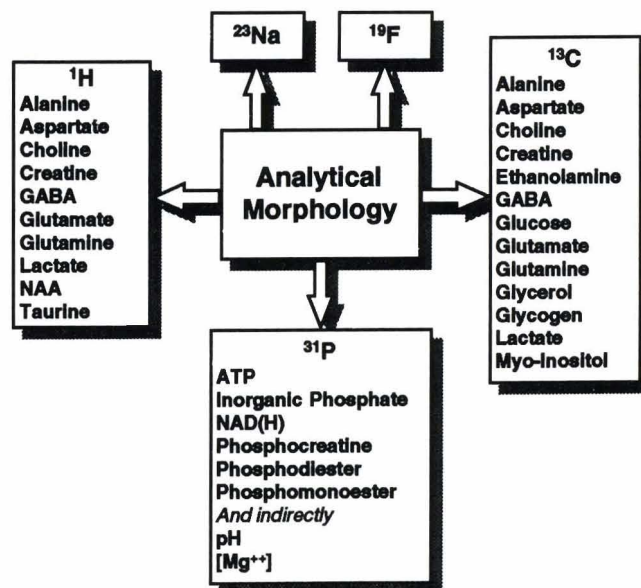 ²³Na
¹⁹F
¹H
Alanine
Aspartate
Choline
Creatine
GABA
Glutamate
Glutamine
Lactate
NAA
Taurine
Analytical
Morphology
¹³C
Alanine
Aspartate
Choline
Creatine
Ethanolamine
GABA
Glucose
Glutamate
Glutamine
Glycerol
Glycogen
Lactate
Myo-inositol
³¹P
ATP
Inorganic Phosphate
NAD(H)
Phosphocreatine
Phosphodiester
Phosphomonoester
And indirectly
pH
[Mg⁺⁺]